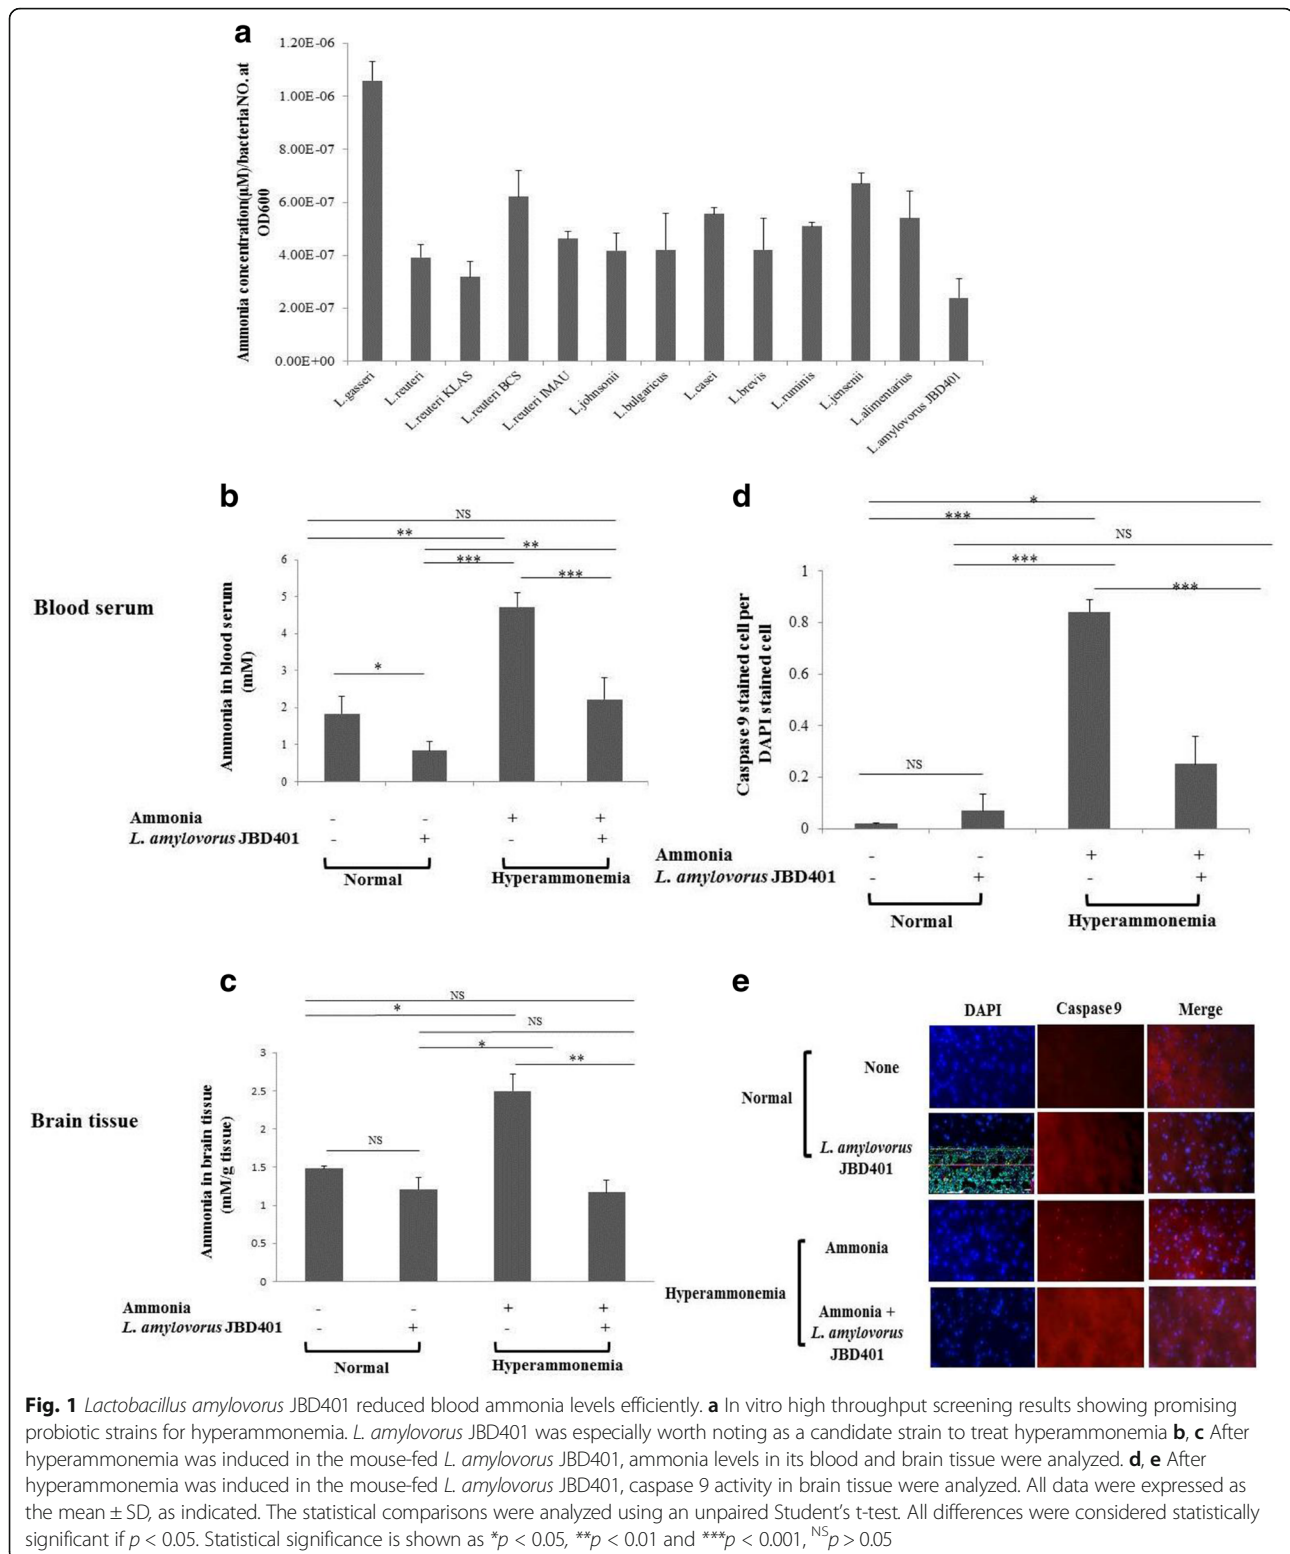 a
1.20E-06
1.00E-06
8.00E-07
6.00E-07
4.00E-07
2.00E-07
0.00E+00
Ammonia concentration(μM)/bacteria NO. at
OD600
L.gasseri
L.reuteri
L.reuteri KLAS
L.reuteri BCS
L.reuteri IMAU
L.johnsonii
L.bulgaricus
L.casei
L.brevis
L.ruminis
L.jensenii
L.alimentarius
L.amylovorus JBD401
b
Blood serum
NS
**
**
***
***
*
6
5
4
3
2
1
0
Ammonia in blood serum
(mM)
Ammonia - - + +
L. amylovorus JBD401 - + - +
Normal Hyperammonemia
d
*
***
NS
***
***
NS
1
0.8
0.6
0.4
0.2
0
Caspase 9 stained cell per
DAPI stained cell
Ammonia - - + +
L. amylovorus JBD401 - + - +
Normal Hyperammonemia
c
Brain tissue
NS
*
NS
*
**
NS
3
2.5
2
1.5
1
0.5
0
Ammonia in brain tissue
(mM/g tissue)
Ammonia - - + +
L. amylovorus JBD401 - + - +
Normal Hyperammonemia
e
DAPI Caspase 9 Merge
Normal
None
L. amylovorus
JBD401
Hyperammonemia
Ammonia
Ammonia +
L. amylovorus
JBD401
Fig. 1 Lactobacillus amylovorus JBD401 reduced blood ammonia levels efficiently. a In vitro high throughput screening results showing promising
probiotic strains for hyperammonemia. L. amylovorus JBD401 was especially worth noting as a candidate strain to treat hyperammonemia b, c After
hyperammonemia was induced in the mouse-fed L. amylovorus JBD401, ammonia levels in its blood and brain tissue were analyzed. d, e After
hyperammonemia was induced in the mouse-fed L. amylovorus JBD401, caspase 9 activity in brain tissue were analyzed. All data were expressed as
the mean ± SD, as indicated. The statistical comparisons were analyzed using an unpaired Student's t-test. All differences were considered statistically
significant if p < 0.05. Statistical significance is shown as *p < 0.05, **p < 0.01 and ***p < 0.001, NSp > 0.05